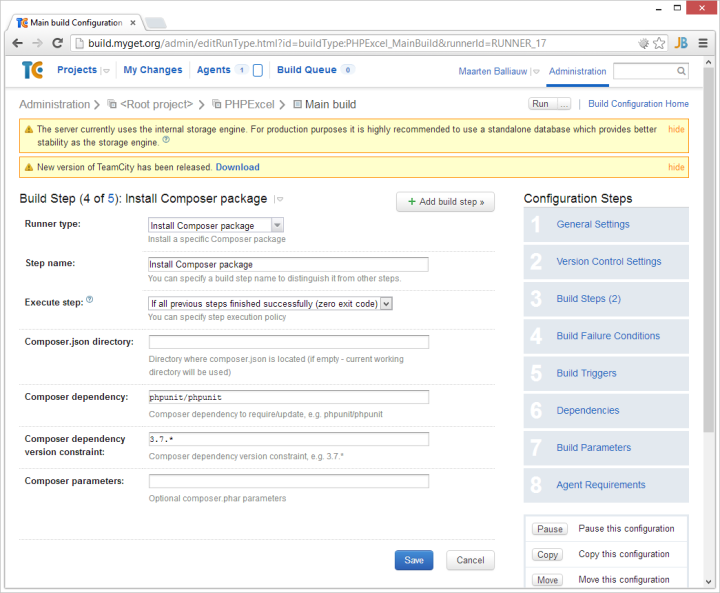 Main build Configuration
build.myget.org/admin/editRunType.html?id=buildType:PHPExcel_MainBuild&runnerId=RUNNER_17
TC Projects My Changes Agents 1 Build Queue 0 Maarten Balliauw Administration
Administration > <Root project> > PHPExcel > Main build Run ... Build Configuration Home
The server currently uses the internal storage engine. For production purposes it is highly recommended to use a standalone database which provides better hide
stability as the storage engine. ?
New version of TeamCity has been released. Download hide
Build Step (4 of 5): Install Composer package
+ Add build step »
Runner type: Install Composer package
Install a specific Composer package
Step name: Install Composer package
You can specify a build step name to distinguish it from other steps.
Execute step: ? If all previous steps finished successfully (zero exit code)
You can specify step execution policy
Composer.json directory:
Directory where composer.json is located (if empty - current working
directory will be used)
Composer dependency: phpunit/phpunit
Composer dependency to require/update, e.g. phpunit/phpunit
Composer dependency
version constraint: 3.7.*
Composer dependency version constraint, e.g. 3.7.*
Composer parameters:
Optional composer.phar parameters
Save Cancel
Configuration Steps
1 General Settings
2 Version Control Settings
3 Build Steps (2)
4 Build Failure Conditions
5 Build Triggers
6 Dependencies
7 Build Parameters
8 Agent Requirements
Pause Pause this configuration
Copy Copy this configuration
Move Move this configuration